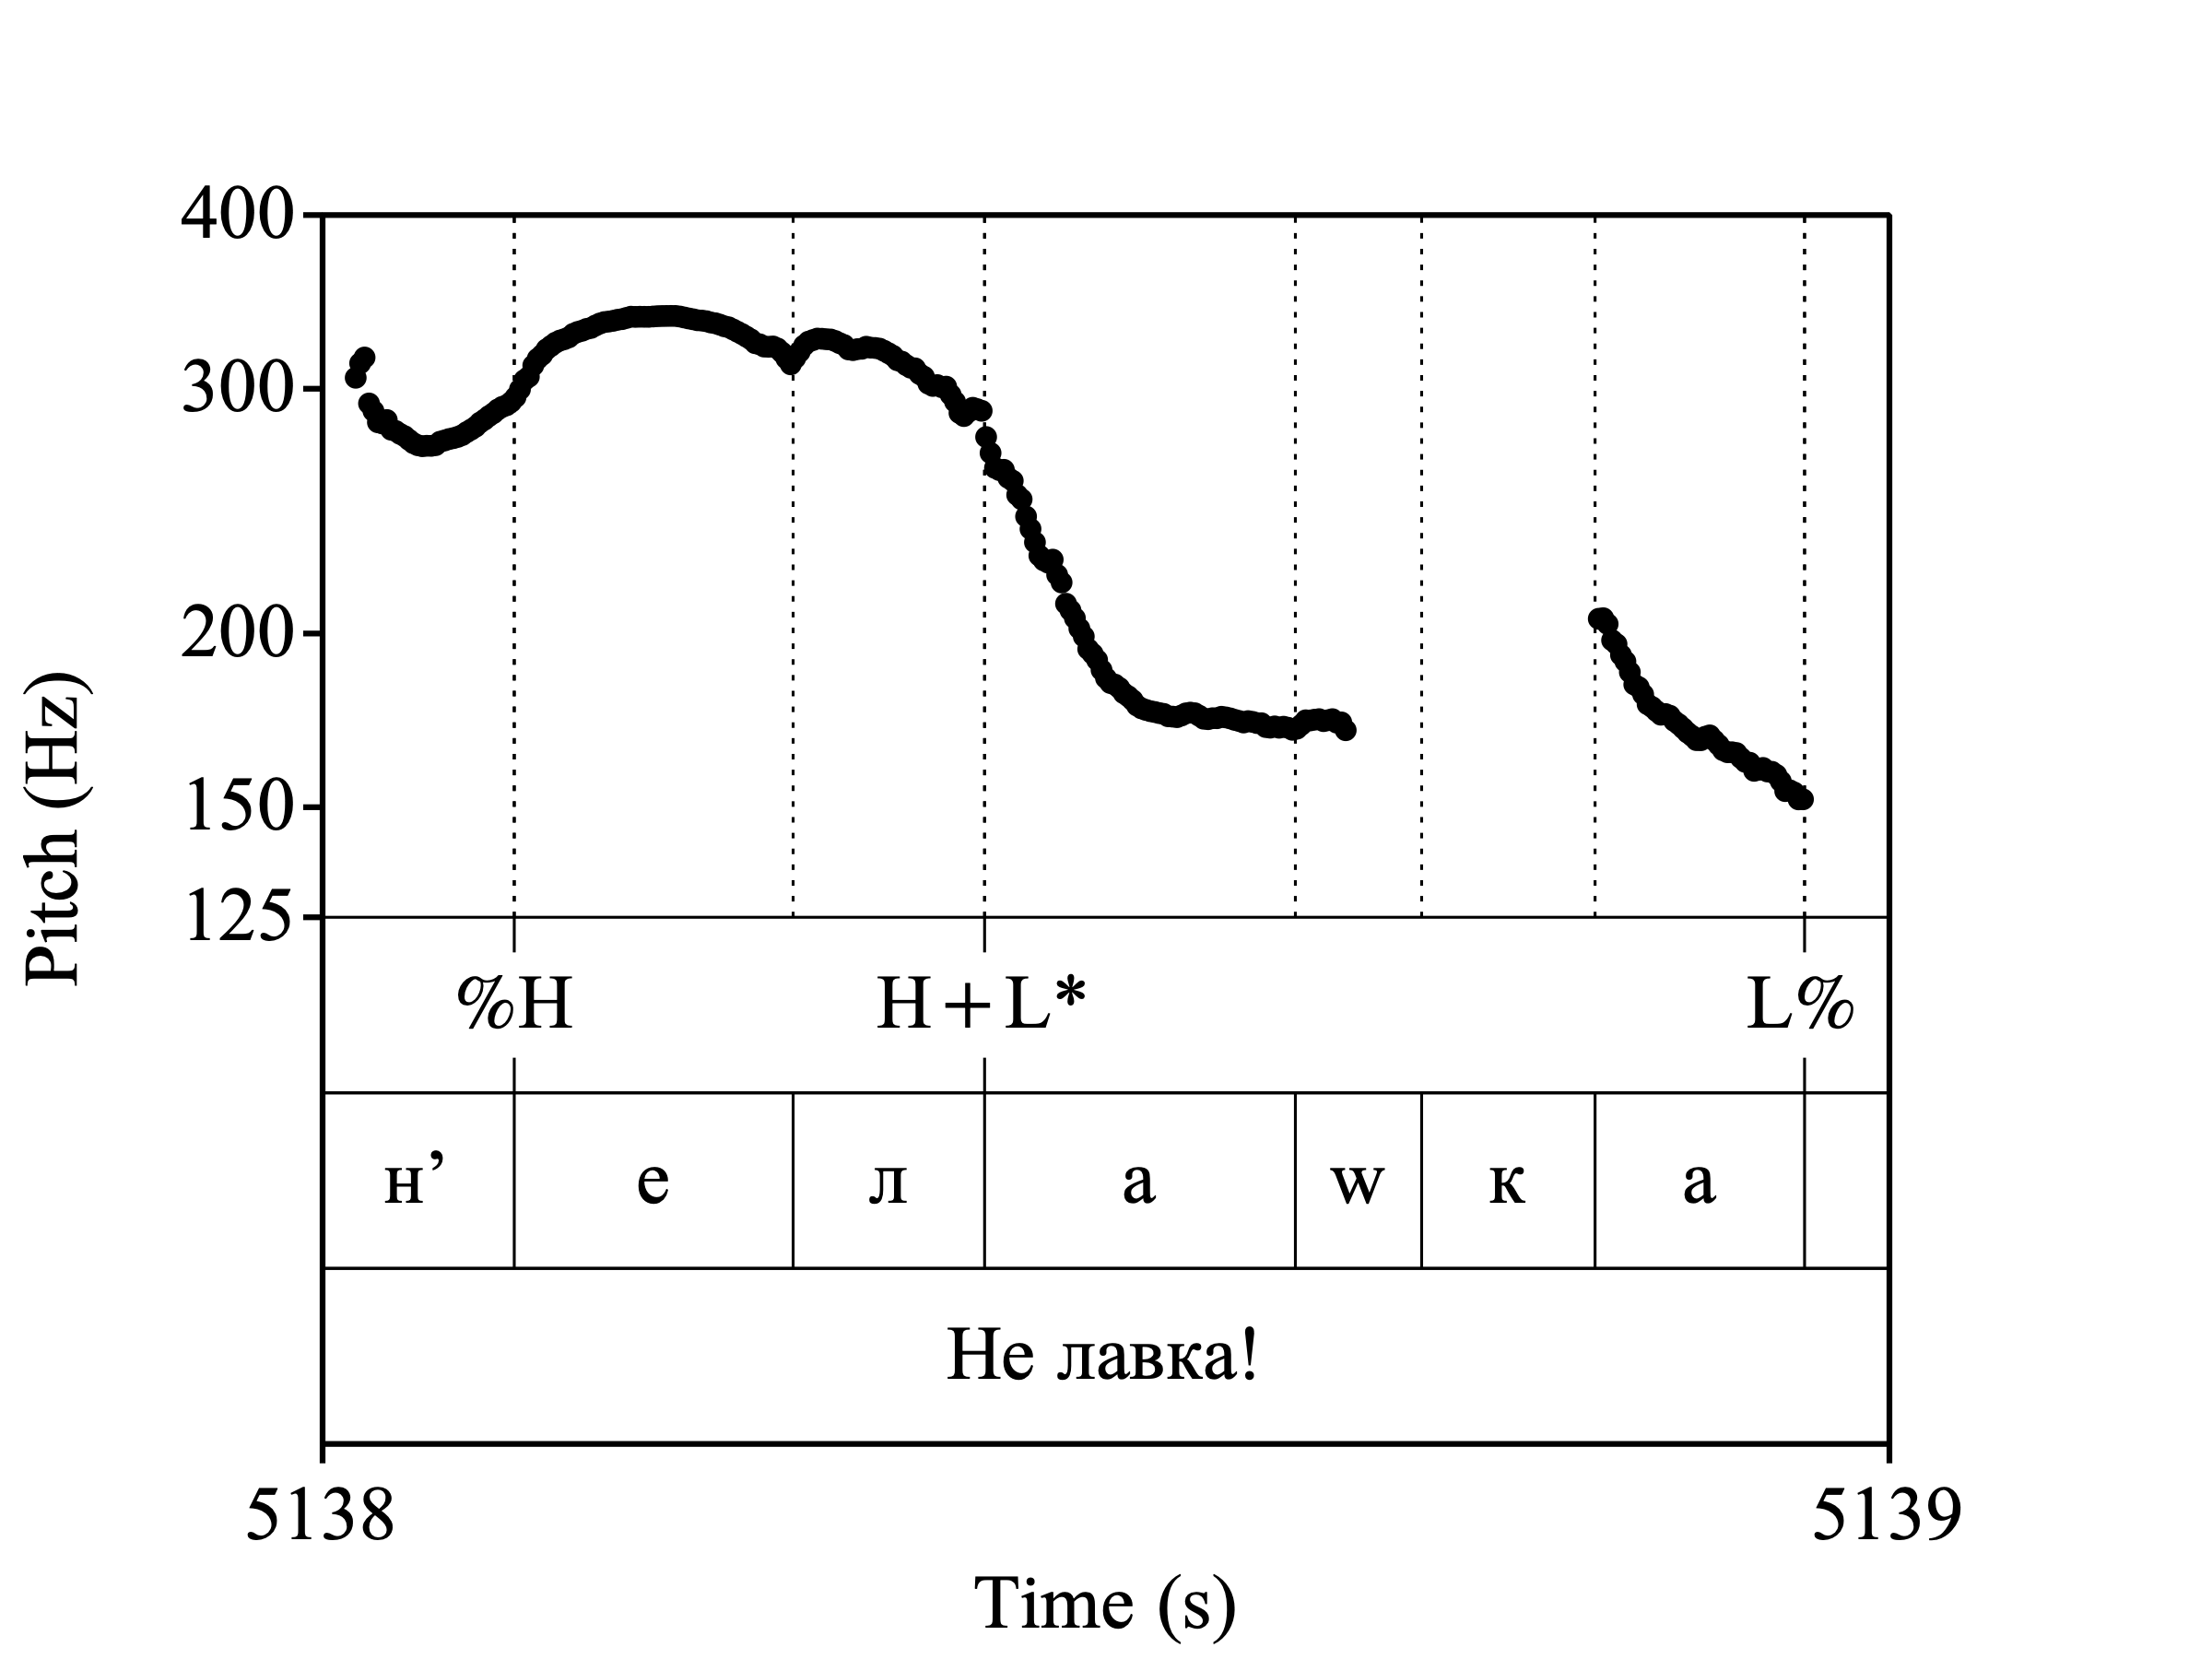 400
300
200
150
125
Pitch (Hz)
%H H+L* L%
н’ е л а w к а
Не лавка!
5138 5139
Time (s)